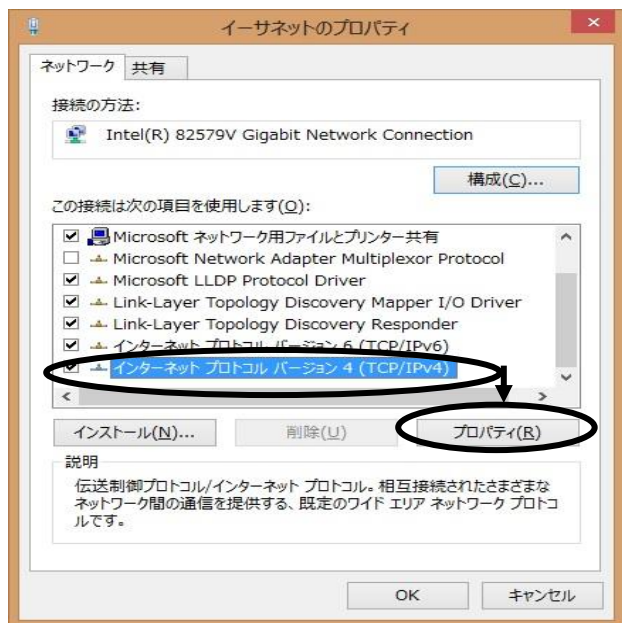 イーサネットのプロパティ
ネットワーク 共有
接続の方法:
Intel(R) 82579V Gigabit Network Connection
構成(C)...
この接続は次の項目を使用します(O):
Microsoft ネットワーク用ファイルとプリンター共有
Microsoft Network Adapter Multiplexor Protocol
Microsoft LLDP Protocol Driver
Link-Layer Topology Discovery Mapper I/O Driver
Link-Layer Topology Discovery Responder
インターネット プロトコル バージョン 6 (TCP/IPv6)
インターネット プロトコル バージョン 4 (TCP/IPv4)
インストール(N)... 削除(U) プロパティ(R)
説明
伝送制御プロトコル/インターネット プロトコル。相互接続されたさまざまな
ネットワーク間の通信を提供する、既定のワイド エリア ネットワーク プロトコ
ルです。
OK キャンセル